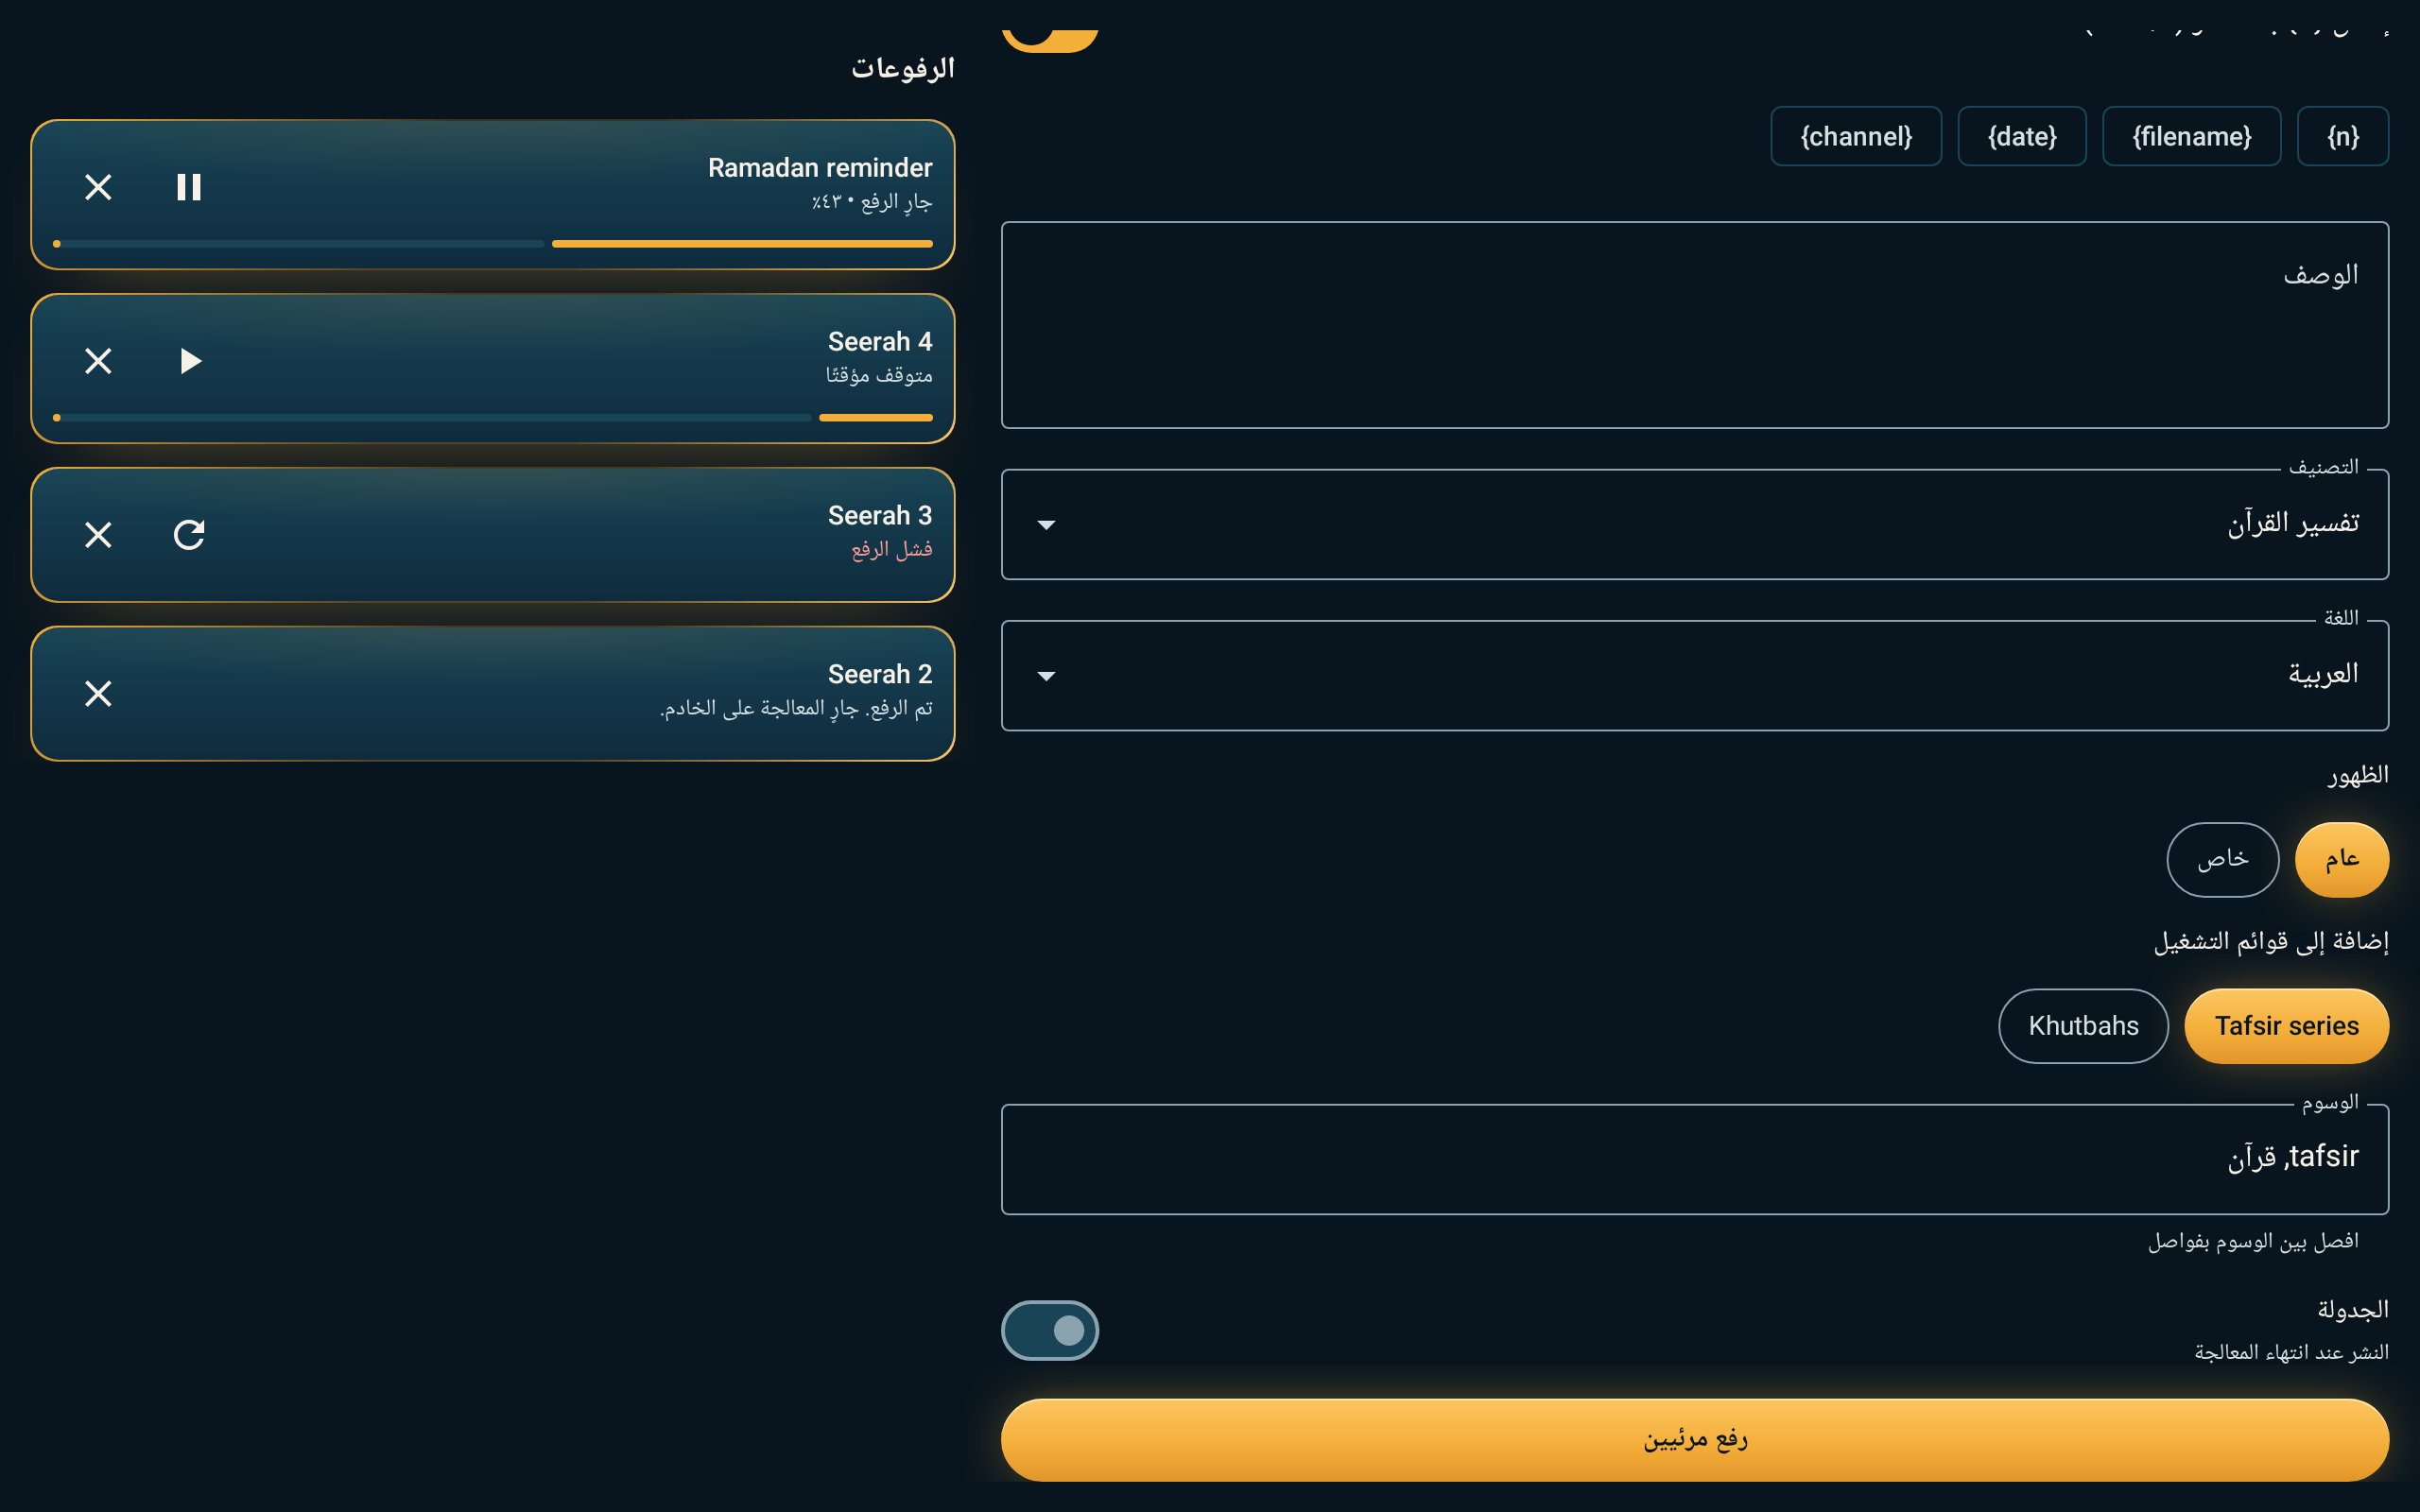 {n} {filename} {date} {channel}
الوصف
التصنيف
تفسير القرآن
اللغة
العربية
الظهور
عام خاص
إضافة إلى قوائم التشغيل
Tafsir series Khutbahs
الوسوم
tafsir, قرآن
افصل بين الوسوم بفواصل
الجدولة
النشر عند انتهاء المعالجة
رفع مرئيين
الرفوعات
Ramadan reminder
جارٍ الرفع • ٤٣٪
Seerah 4
متوقف مؤقتًا
Seerah 3
فشل الرفع
Seerah 2
تم الرفع. جارٍ المعالجة على الخادم.